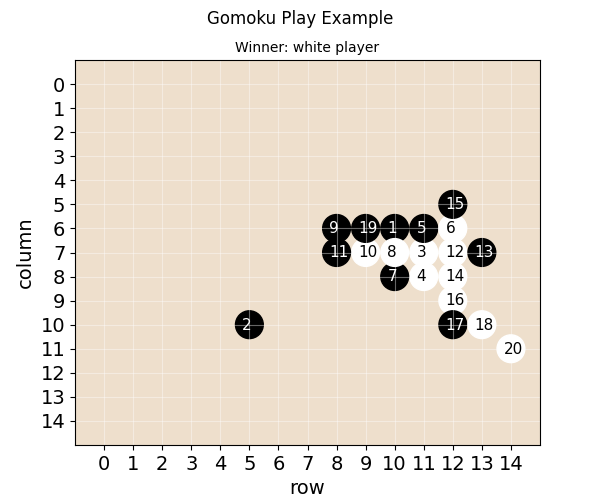 Gomoku Play Example
Winner: white player
0
1
2
3
4
5 15
6 9 19 1 5 6
7 11 10 8 3 12 13
8 7 4 14
9 16
10 2 17 18
11 20
12
13
14
column
0 1 2 3 4 5 6 7 8 9 10 11 12 13 14
row